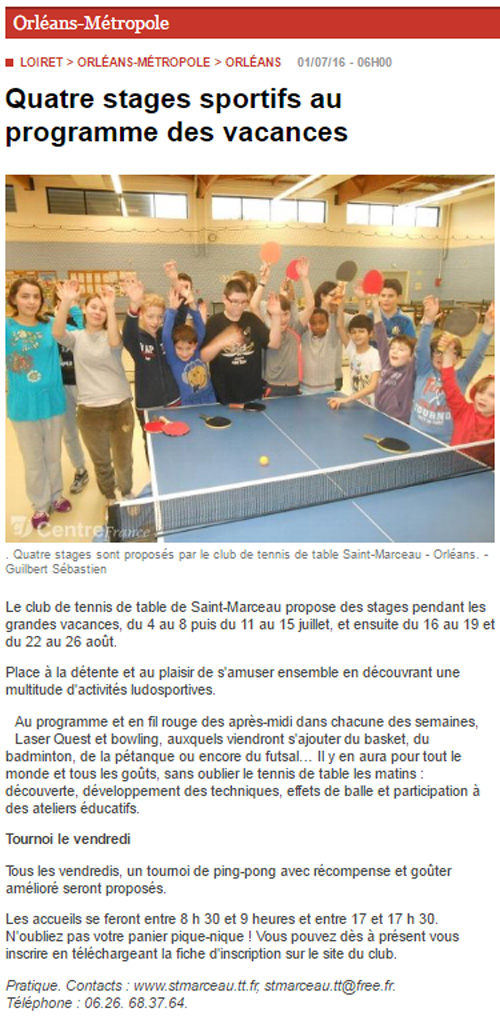 Orléans-Métropole
LOIRET > ORLÉANS-MÉTROPOLE > ORLÉANS 01/07/16 - 06H00
Quatre stages sportifs au
programme des vacances
Centre France
. Quatre stages sont proposés par le club de tennis de table Saint-Marceau - Orléans. -
Guilbert Sébastien
Le club de tennis de table de Saint-Marceau propose des stages pendant les
grandes vacances, du 4 au 8 puis du 11 au 15 juillet, et ensuite du 16 au 19 et
du 22 au 26 août.
Place à la détente et au plaisir de s'amuser ensemble en découvrant une
multitude d'activités ludosportives.
Au programme et en fil rouge des après-midi dans chacune des semaines,
Laser Quest et bowling, auxquels viendront s'ajouter du basket, du
badminton, de la pétanque ou encore du futsal… Il y en aura pour tout le
monde et tous les goûts, sans oublier le tennis de table les matins :
découverte, développement des techniques, effets de balle et participation à
des ateliers éducatifs.
Tournoi le vendredi
Tous les vendredis, un tournoi de ping-pong avec récompense et goûter
amélioré seront proposés.
Les accueils se feront entre 8 h 30 et 9 heures et entre 17 et 17 h 30.
N'oubliez pas votre panier pique-nique ! Vous pouvez dès à présent vous
inscrire en téléchargeant la fiche d'inscription sur le site du club.
Pratique. Contacts : www.stmarceau.tt.fr, stmarceau.tt@free.fr.
Téléphone : 06.26. 68.37.64.